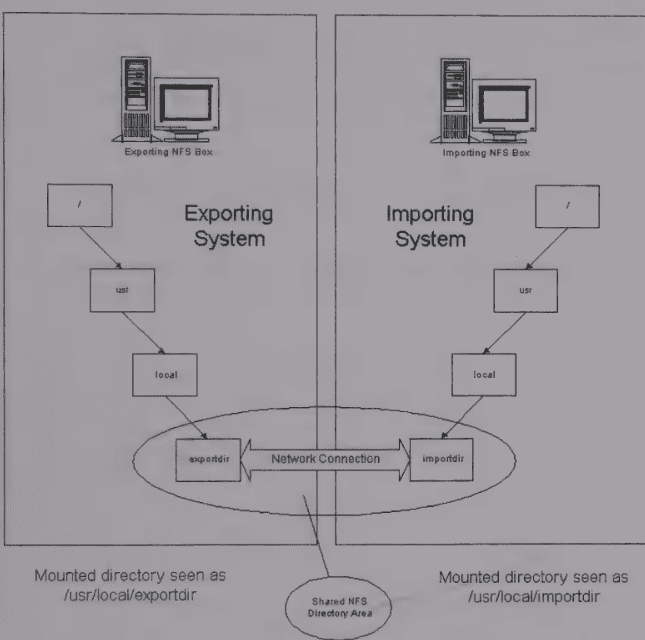 Exporting NFS Box
Importing NFS Box
/
Exporting
System
Importing
System
/
usr
usr
local
local
exportdir
Network Connection
importdir
Mounted directory seen as
/usr/local/exportdir
Mounted directory seen as
/usr/local/importdir
Shared NFS
Directory Area